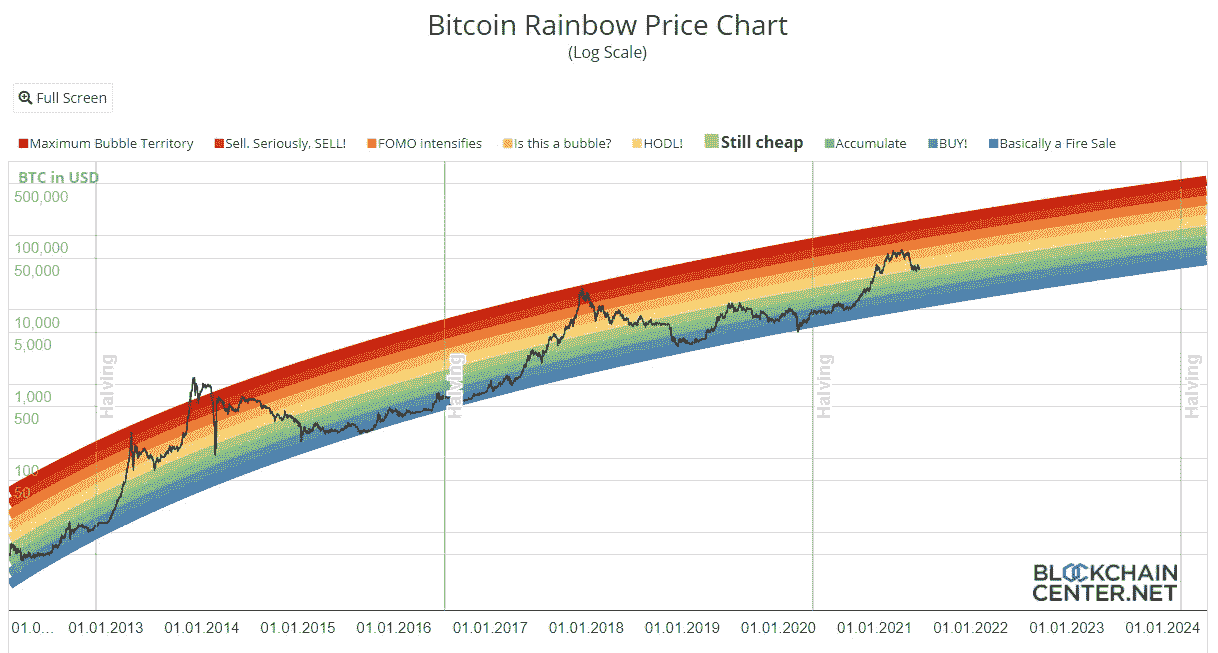 Bitcoin Rainbow Price Chart
(Log Scale)
Full Screen
Maximum Bubble Territory Sell. Seriously, SELL! FOMO intensifies Is this a bubble? HODL! Still cheap Accumulate BUY! Basically a Fire Sale
BTC in USD
500,000
100,000
50,000
10,000
5,000
1,000
500
100
50
Halving
Halving
Halving
Halving
BLOCKCHAIN
CENTER.NET
01.0... 01.01.2013 01.01.2014 01.01.2015 01.01.2016 01.01.2017 01.01.2018 01.01.2019 01.01.2020 01.01.2021 01.01.2022 01.01.2023 01.01.2024